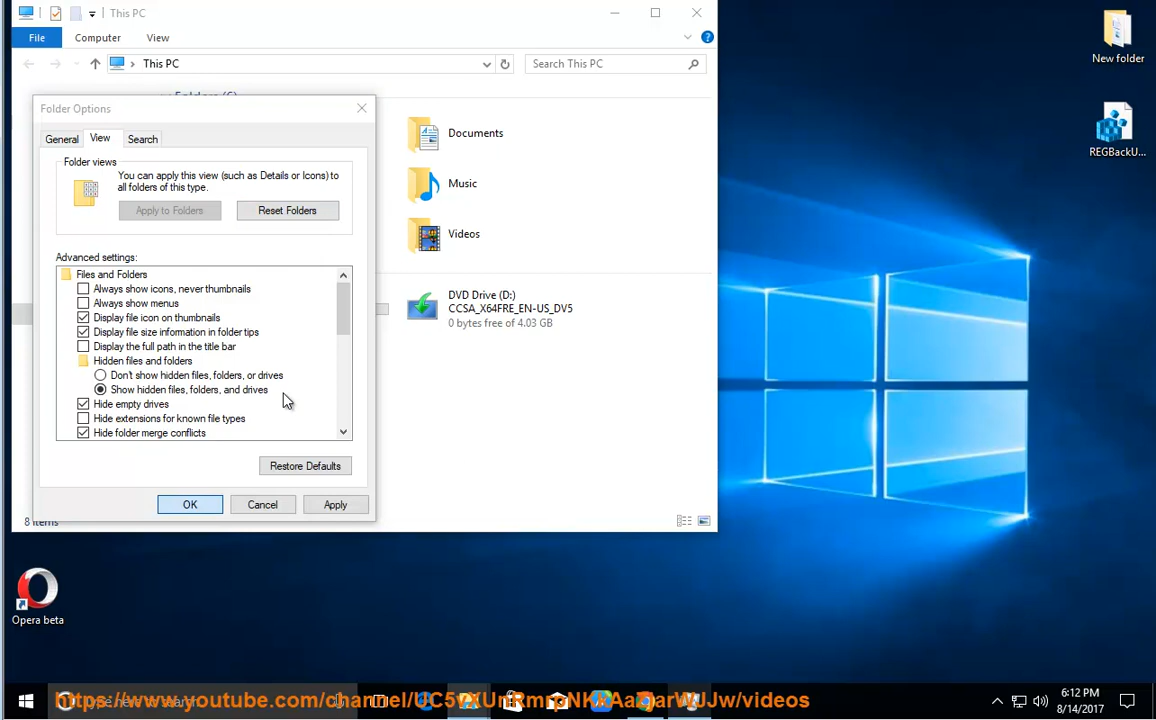 This PC
File
Computer
View
This PC
Search This PC
Folder Options
General
View
Search
Folder views
You can apply this view (such as Details or Icons) to
all folders of this type.
Apply to Folders
Reset Folders
Advanced settings:
Files and Folders
Always show icons, never thumbnails
Always show menus
Display file icon on thumbnails
Display file size information in folder tips
Display the full path in the title bar
Hidden files and folders
Don't show hidden files, folders, or drives
Show hidden files, folders, and drives
Hide empty drives
Hide extensions for known file types
Hide folder merge conflicts
Restore Defaults
OK
Cancel
Apply
Documents
Music
Videos
DVD Drive (D:)
CCSA_X64FRE_EN-US_DV5
0 bytes free of 4.03 GB
8 items
New folder
REGBackU...
Opera beta
Type here to search
6:12 PM
8/14/2017